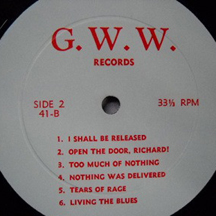 G. W. W.
RECORDS
SIDE 2
41-B
33⅓ RPM
1. I SHALL BE RELEASED
2. OPEN THE DOOR, RICHARD!
3. TOO MUCH OF NOTHING
4. NOTHING WAS DELIVERED
5. TEARS OF RAGE
6. LIVING THE BLUES